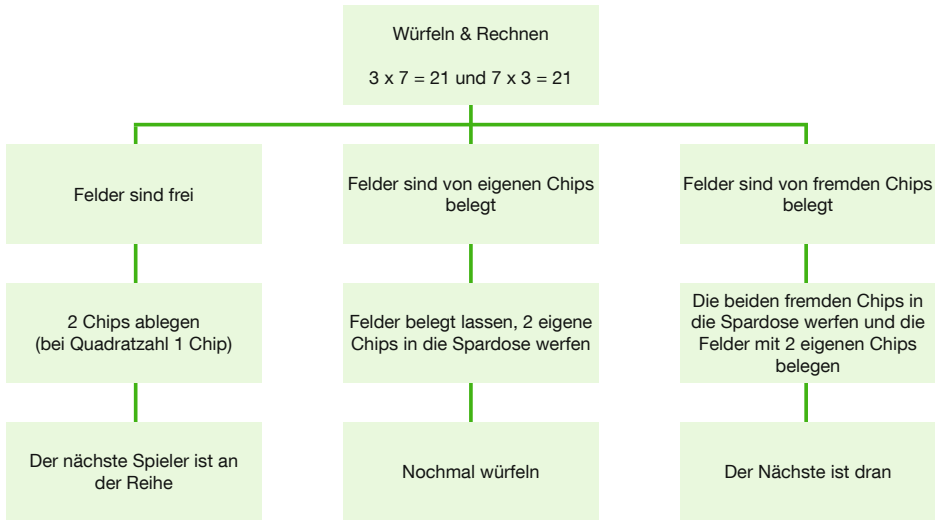 Würfeln & Rechnen
3 x 7 = 21 und 7 x 3 = 21
Felder sind frei
Felder sind von eigenen Chips
belegt
Felder sind von fremden Chips
belegt
2 Chips ablegen
(bei Quadratzahl 1 Chip)
Felder belegt lassen, 2 eigene
Chips in die Spardose werfen
Die beiden fremden Chips in
die Spardose werfen und die
Felder mit 2 eigenen Chips
belegen
Der nächste Spieler ist an
der Reihe
Nochmal würfeln
Der Nächste ist dran